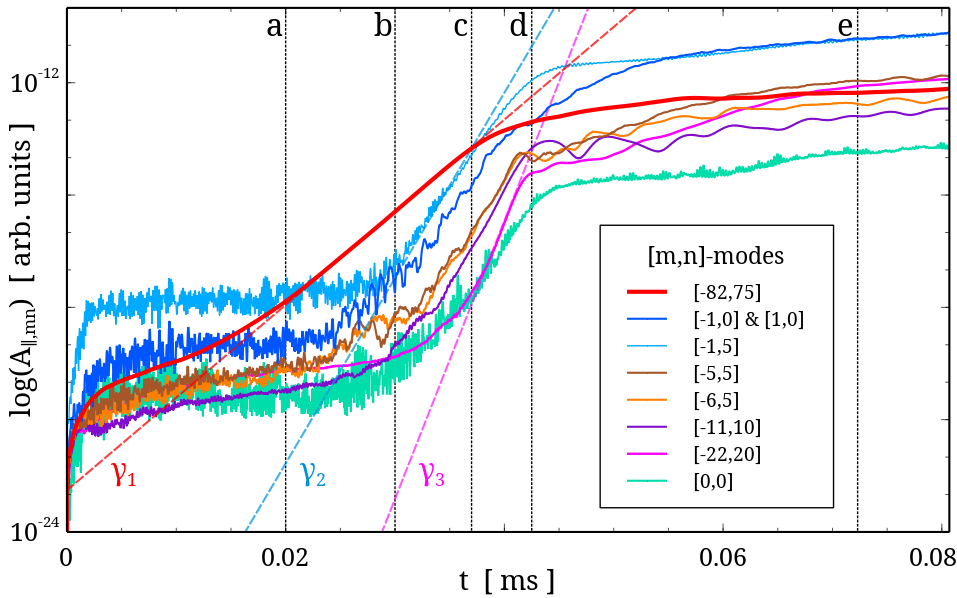 a b c d e
10⁻¹²
log(A∥,mn) [ arb. units ]
[m,n]-modes
[-82,75]
[-1,0] & [1,0]
[-1,5]
[-5,5]
[-6,5]
[-11,10]
[-22,20]
[0,0]
γ₁ γ₂ γ₃
10⁻²⁴
0 0.02 0.06 0.08
t [ ms ]